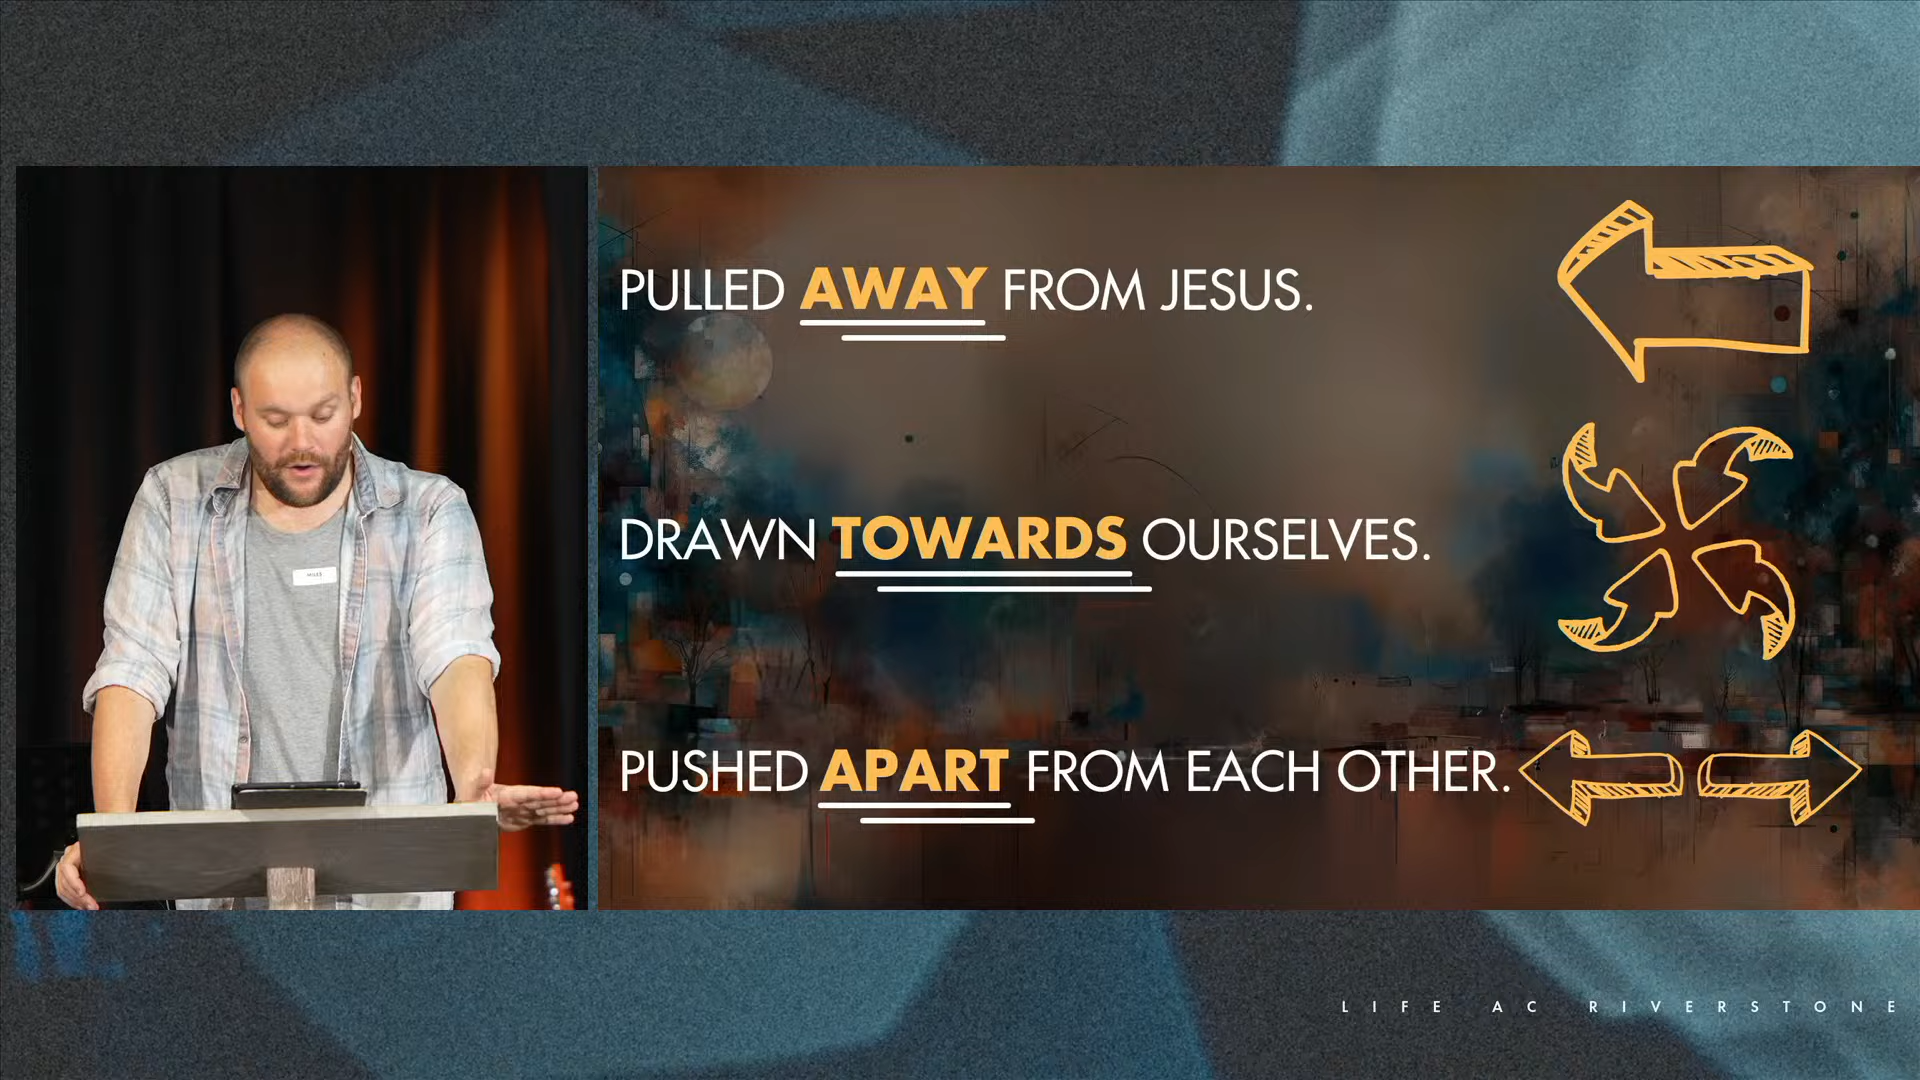 PULLED AWAY FROM JESUS.
DRAWN TOWARDS OURSELVES.
PUSHED APART FROM EACH OTHER.
LIFE AC RIVERSTONE